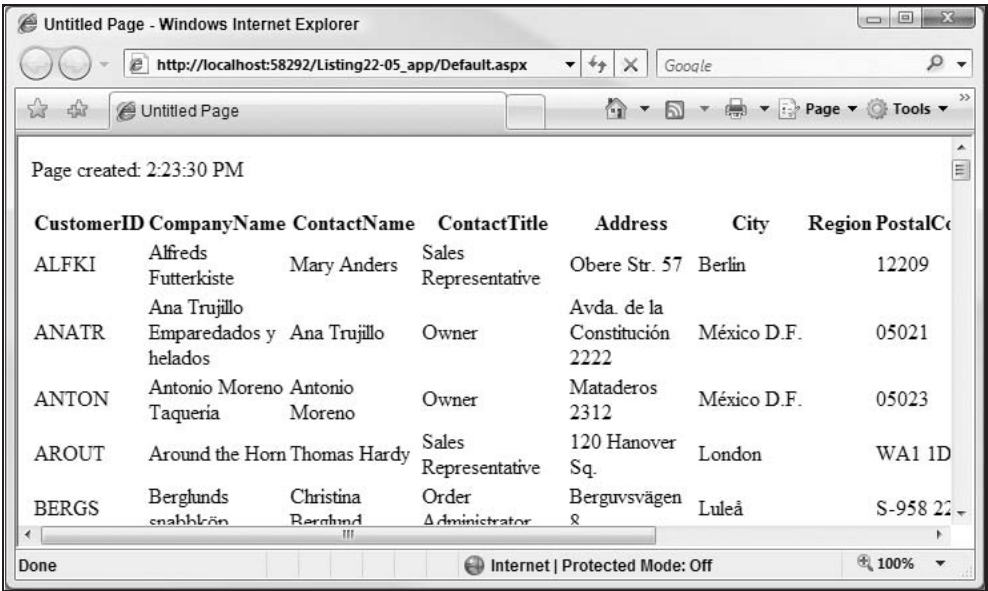 Untitled Page - Windows Internet Explorer
http://localhost:58292/Listing22-05_app/Default.aspx
Google
Untitled Page
Page
Tools
Page created: 2:23:30 PM
CustomerID CompanyName ContactName ContactTitle Address City Region PostalCo
ALFKI Alfreds Futterkiste Mary Anders Sales Representative Obere Str. 57 Berlin 12209
ANATR Ana Trujillo Emparedados y helados Ana Trujillo Owner Avda. de la Constitución 2222 México D.F. 05021
ANTON Antonio Moreno Taqueria Antonio Moreno Owner Mataderos 2312 México D.F. 05023
AROUT Around the Horn Thomas Hardy Sales Representative 120 Hanover Sq. London WA1 1D
BERGS Berglunds snabbköp Christina Berglund Order Administrator Berguvsvägen 8 Luleå S-958 22
Done
Internet | Protected Mode: Off
100%